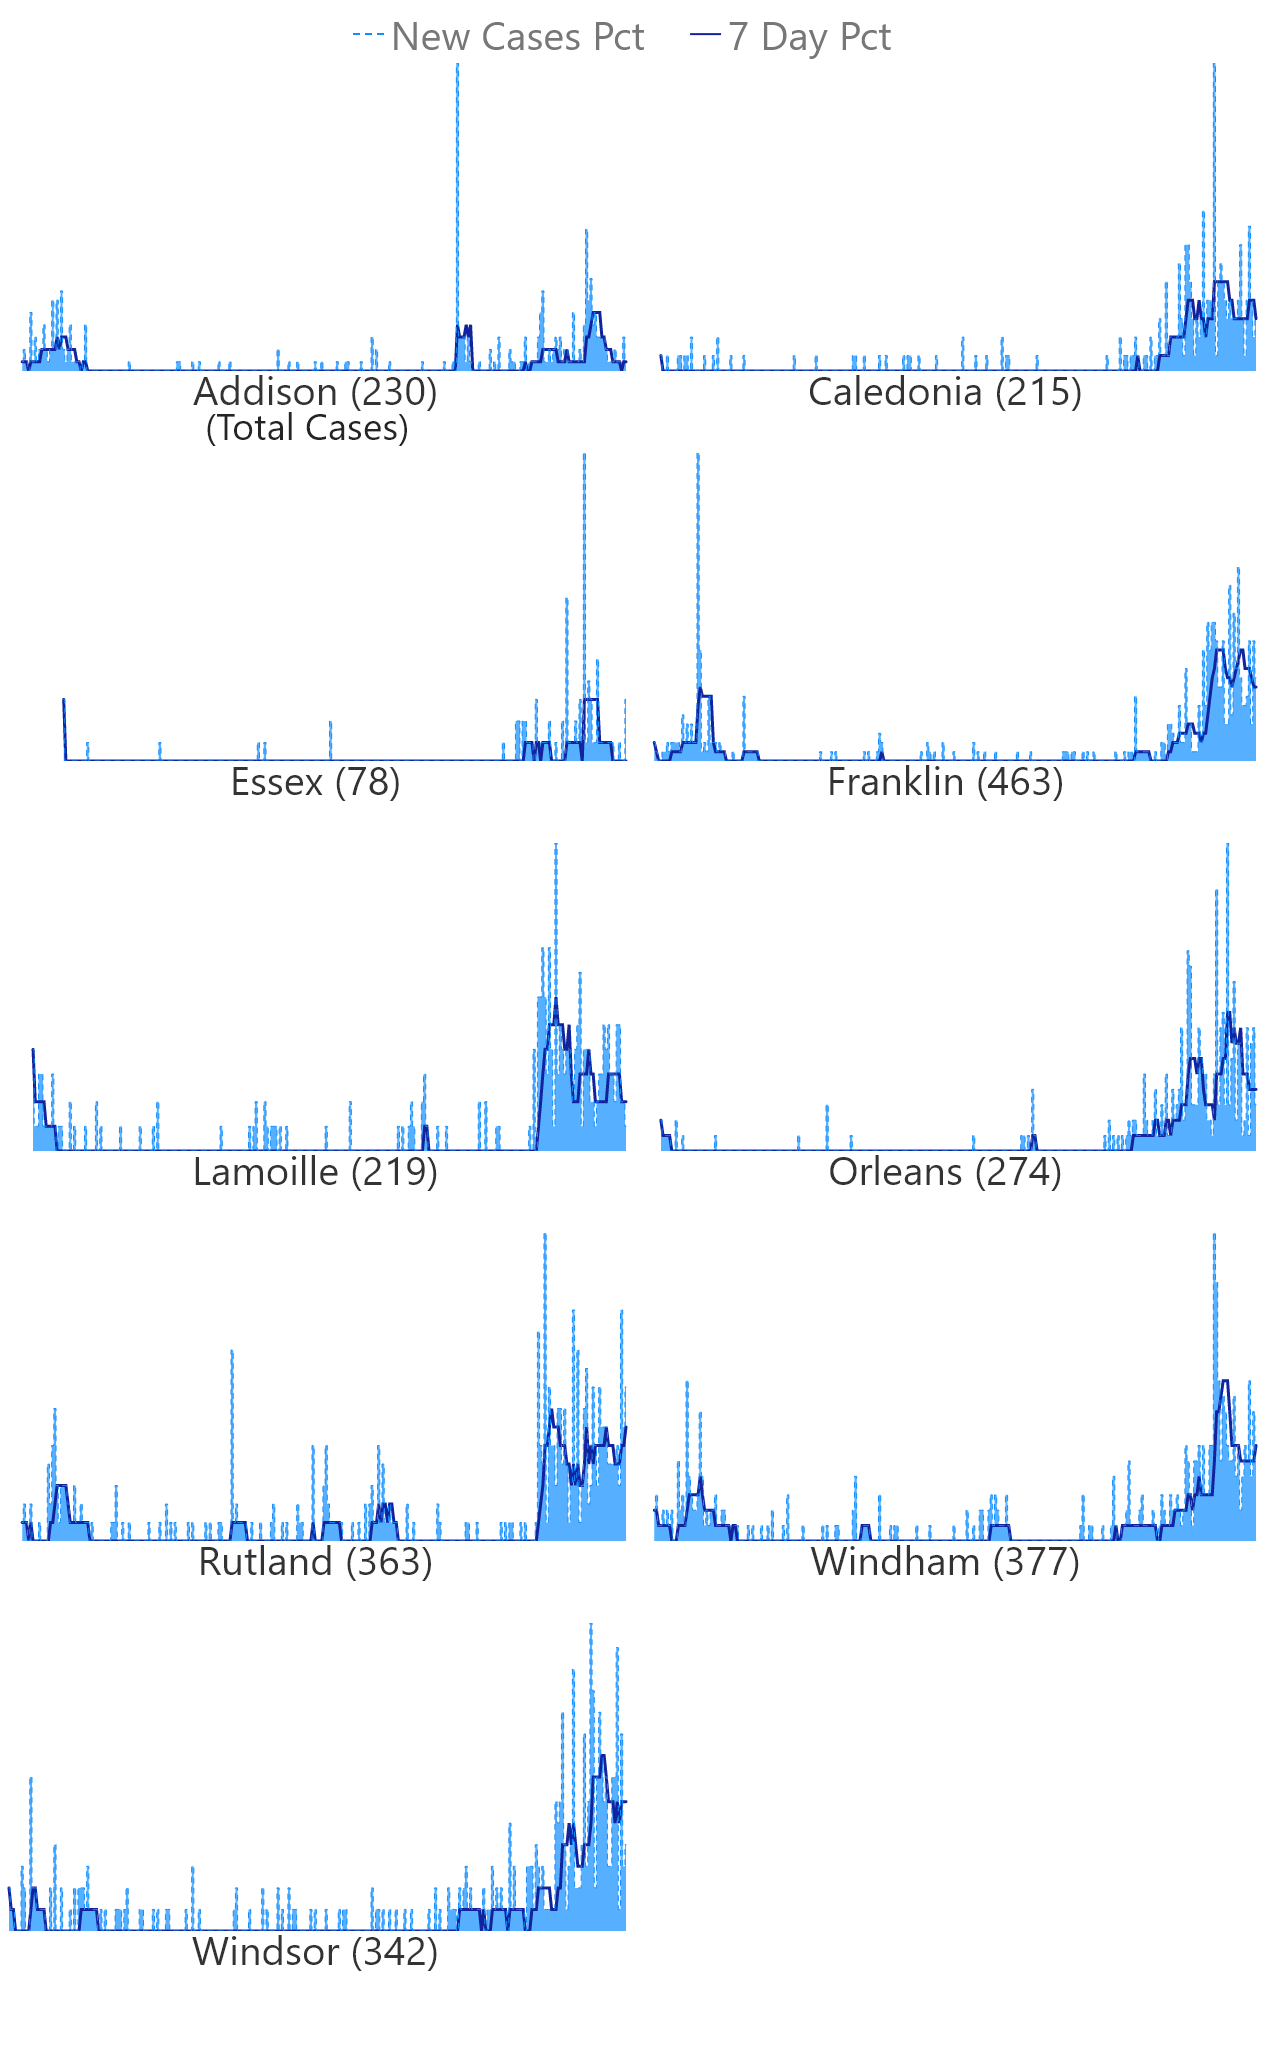 New Cases Pct 7 Day Pct
Addison (230) Caledonia (215)
(Total Cases)
Essex (78) Franklin (463)
Lamoille (219) Orleans (274)
Rutland (363) Windham (377)
Windsor (342)